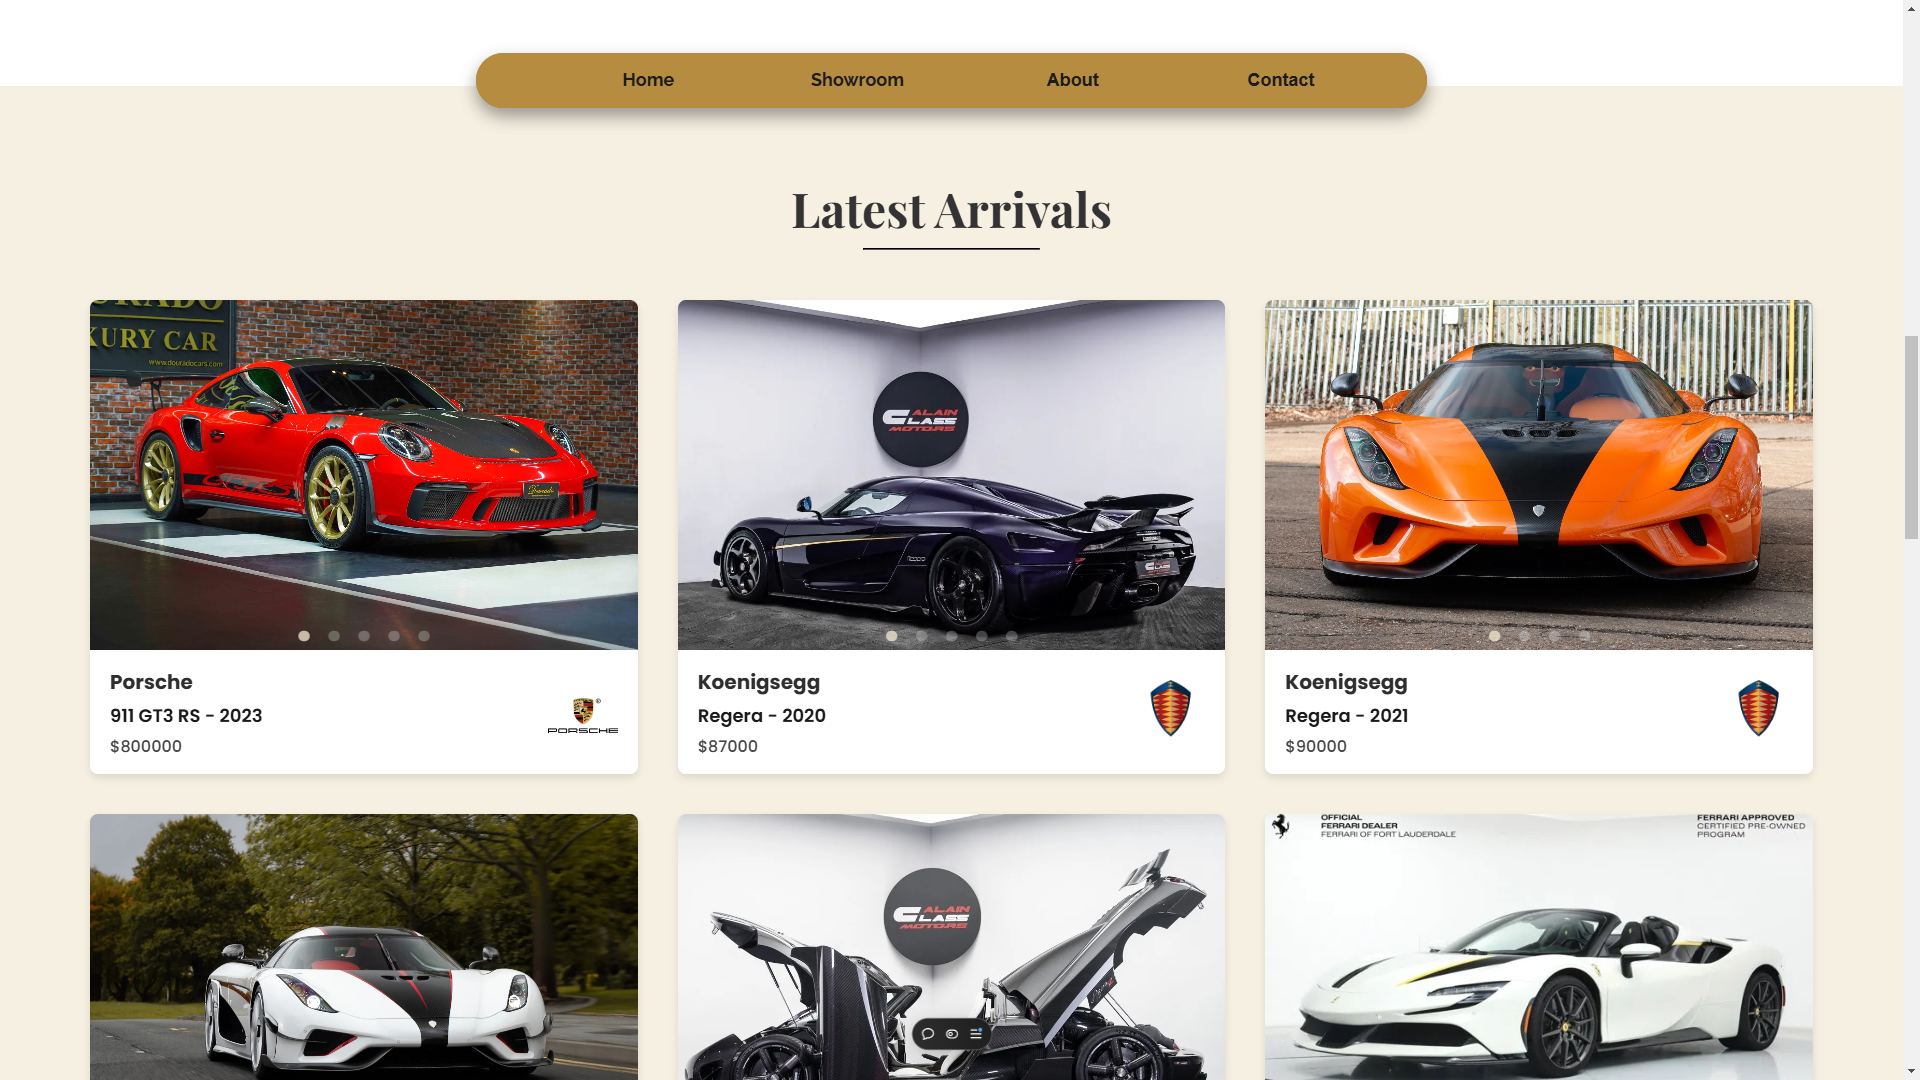 Home Showroom About Contact
Latest Arrivals
KURY CAR
www.douradocars.com
ALAIN
CLASS
MOTORS
Porsche
911 GT3 RS - 2023
$800000
PORSCHE
Koenigsegg
Regera - 2020
$87000
Koenigsegg
Regera - 2021
$90000
ALAIN
CLASS
MOTORS
OFFICIAL
FERRARI DEALER
FERRARI OF FORT LAUDERDALE
FERRARI APPROVED
CERTIFIED PRE-OWNED
PROGRAM